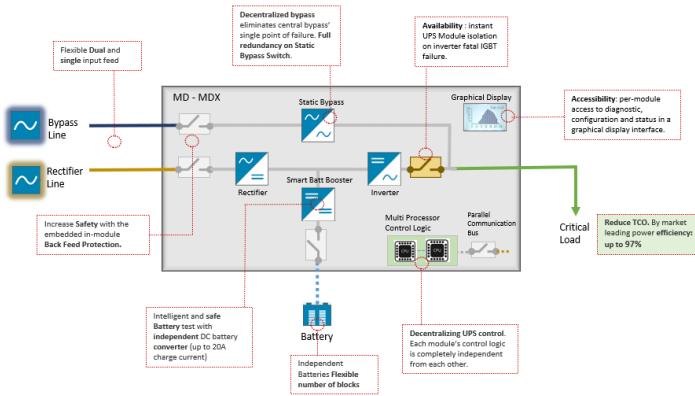 Decentralized bypass
eliminates central bypass'
single point of failure. Full
redundancy on Static
Bypass Switch.
Availability : instant
UPS Module isolation
on inverter fatal IGBT
failure.
Flexible Dual and
single input feed
MD - MDX
Static Bypass
Graphical Display
Accessibility: per-module
access to diagnostic,
configuration and status in a
graphical display interface.
Bypass
Line
Rectifier
Line
Rectifier
Smart Batt Booster
Inverter
Increase Safety with the
embedded in-module
Back Feed Protection.
Multi Processor
Control Logic
CPU
CPU
Parallel
Communication
Bus
Critical
Load
Reduce TCO. By market
leading power efficiency:
up to 97%
Intelligent and safe
Battery test with
independent DC battery
converter (up to 20A
charge current)
Battery
Independent
Batteries Flexible
number of blocks
Decentralizing UPS control.
Each module's control logic
is completely independent
from each other.